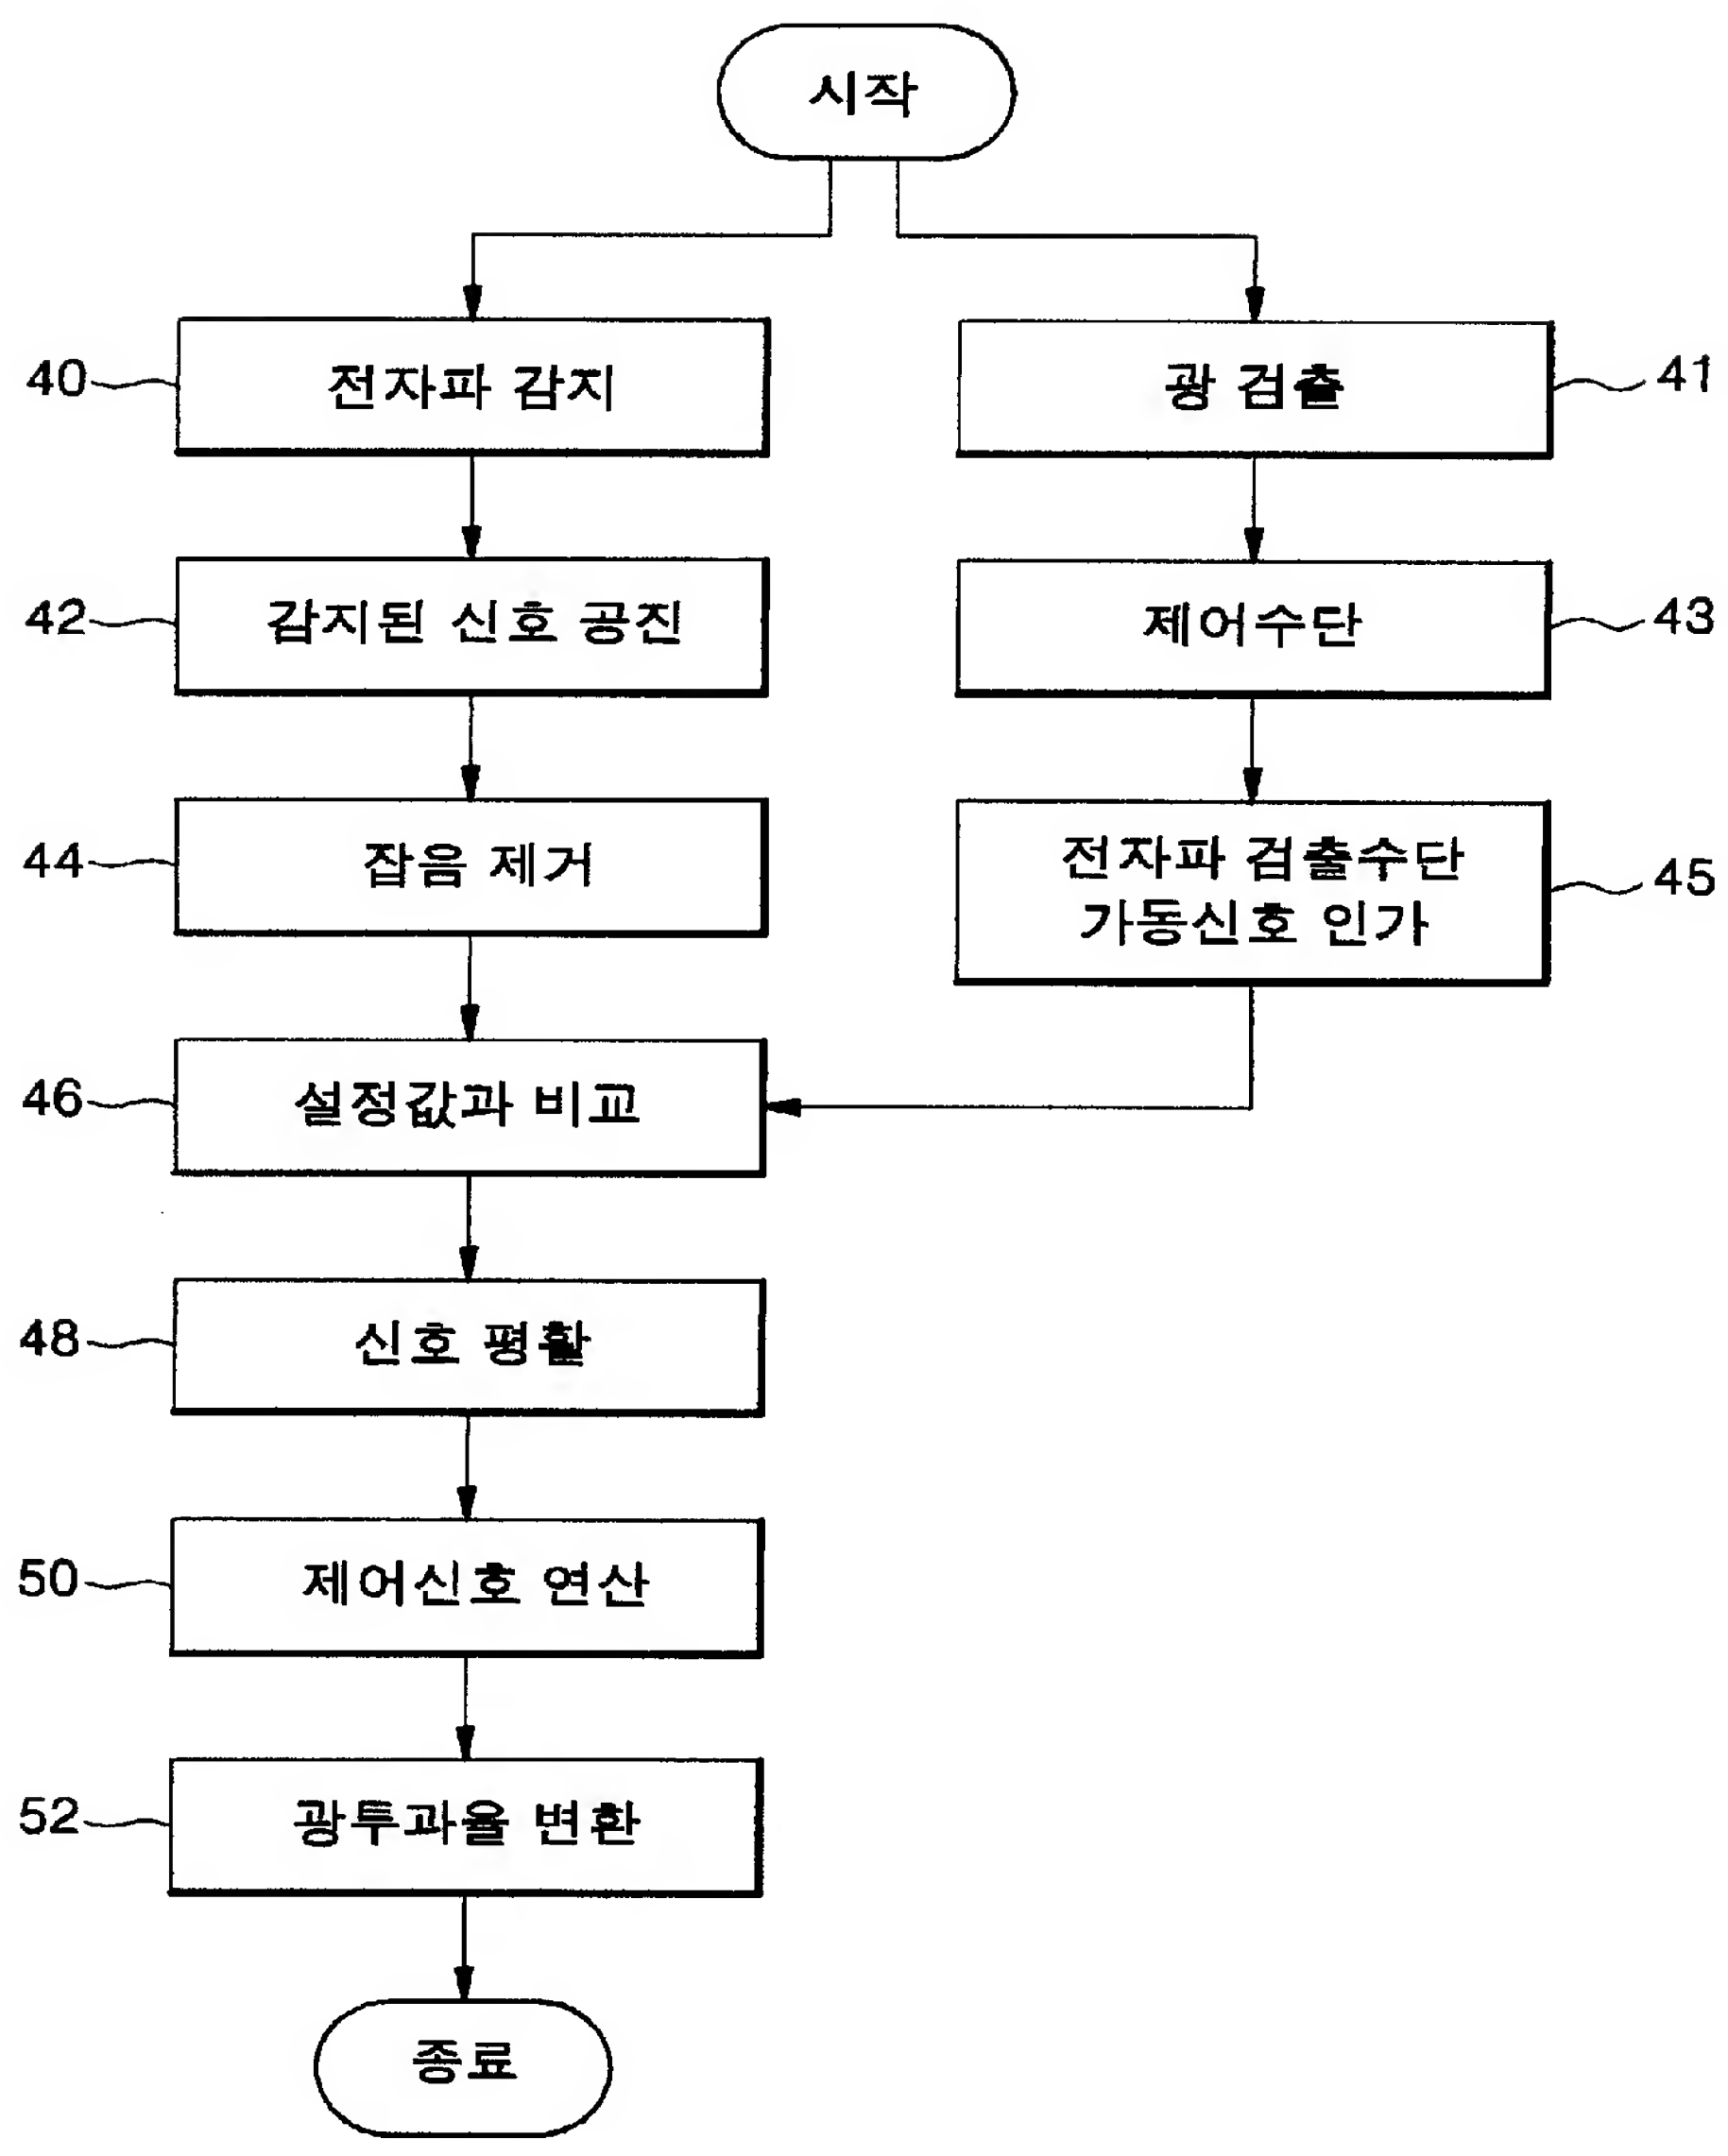 시작
40
전자파 감지
광 검출
41
42
감지된 신호 공진
제어수단
43
44
잡음 제거
전자파 검출수단
가동신호 인가
45
46
설정값과 비교
48
신호 평활
50
제어신호 연산
52
광투과율 변환
종료